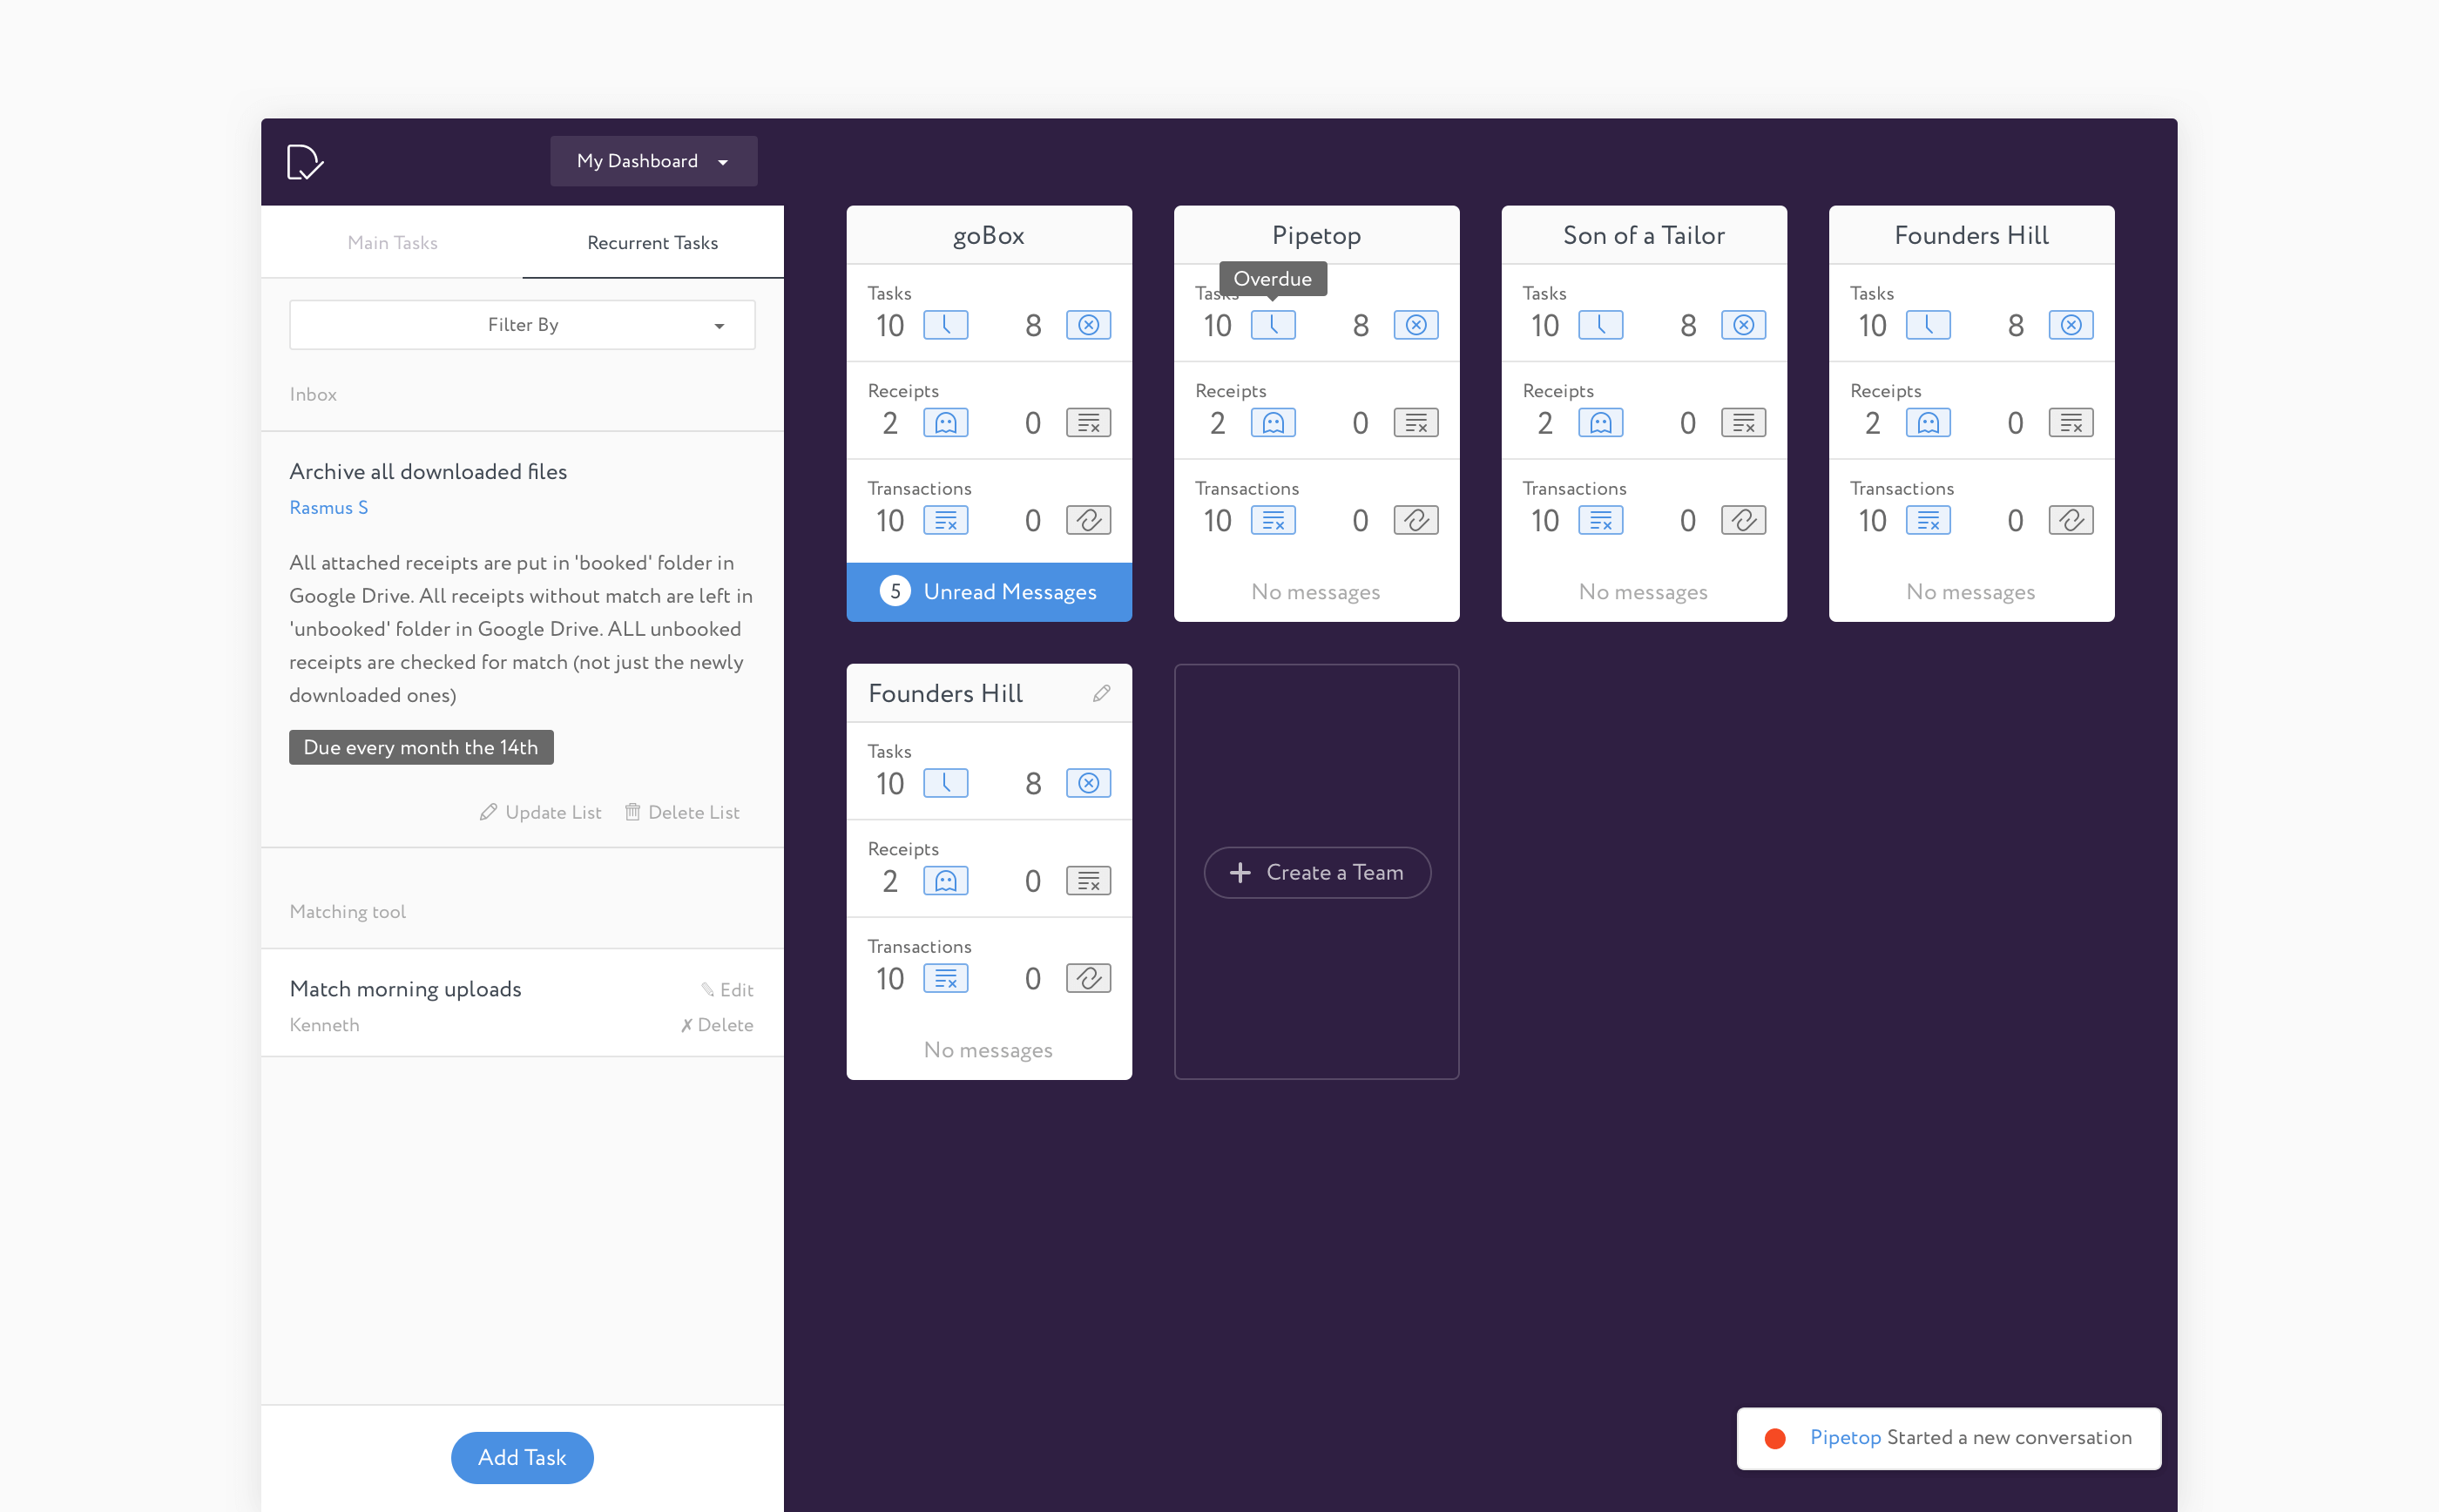 My Dashboard
Main Tasks
Recurrent Tasks
Filter By
Inbox
Archive all downloaded files
Rasmus S
All attached receipts are put in 'booked' folder in
Google Drive. All receipts without match are left in
'unbooked' folder in Google Drive. ALL unbooked
receipts are checked for match (not just the newly
downloaded ones)
Due every month the 14th
Update List
Delete List
Matching tool
Match morning uploads
Edit
Kenneth
Delete
Add Task
goBox
Tasks
10
8
Receipts
2
0
Transactions
10
0
5 Unread Messages
Pipetop
Overdue
Tasks
10
8
Receipts
2
0
Transactions
10
0
No messages
Son of a Tailor
Tasks
10
8
Receipts
2
0
Transactions
10
0
No messages
Founders Hill
Tasks
10
8
Receipts
2
0
Transactions
10
0
No messages
Founders Hill
Tasks
10
8
Receipts
2
0
Transactions
10
0
No messages
Create a Team
Pipetop Started a new conversation